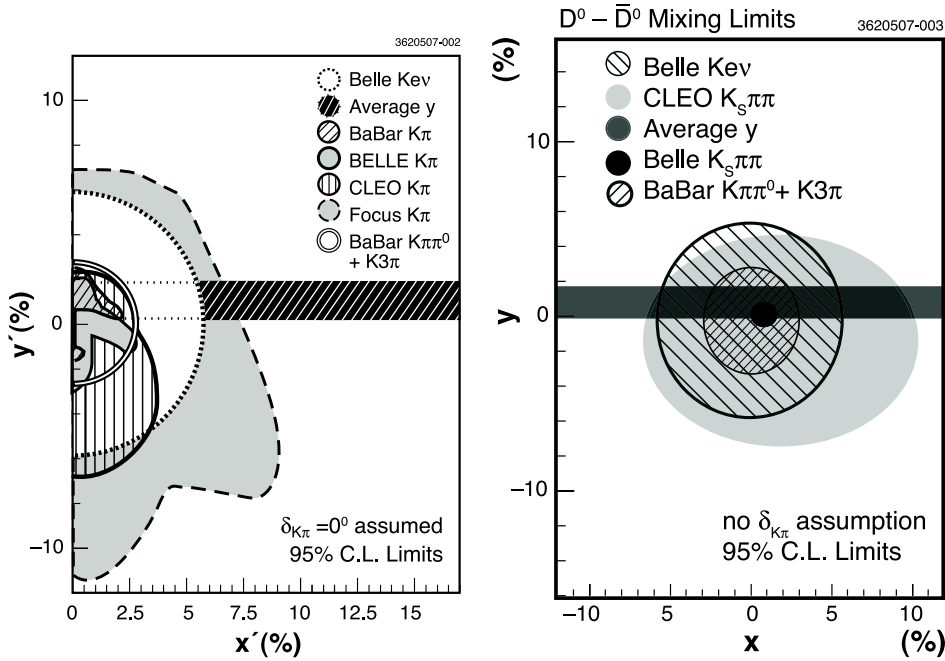 3620507-002
Belle Keν
Average y
BaBar Kπ
BELLE Kπ
CLEO Kπ
Focus Kπ
BaBar Kππ⁰
+ K3π
10
0
−10
y´(%)
δKπ =0⁰ assumed
95% C.L. Limits
0 2.5 5 7.5 10 12.5 15
x´(%)
D⁰ – D̅⁰ Mixing Limits
3620507-003
(%)
Belle Keν
CLEO KSππ
Average y
Belle KSππ
BaBar Kππ⁰+ K3π
10
y
0
−10
no δKπ assumption
95% C.L. Limits
−10 −5 0 5 10
x (%)